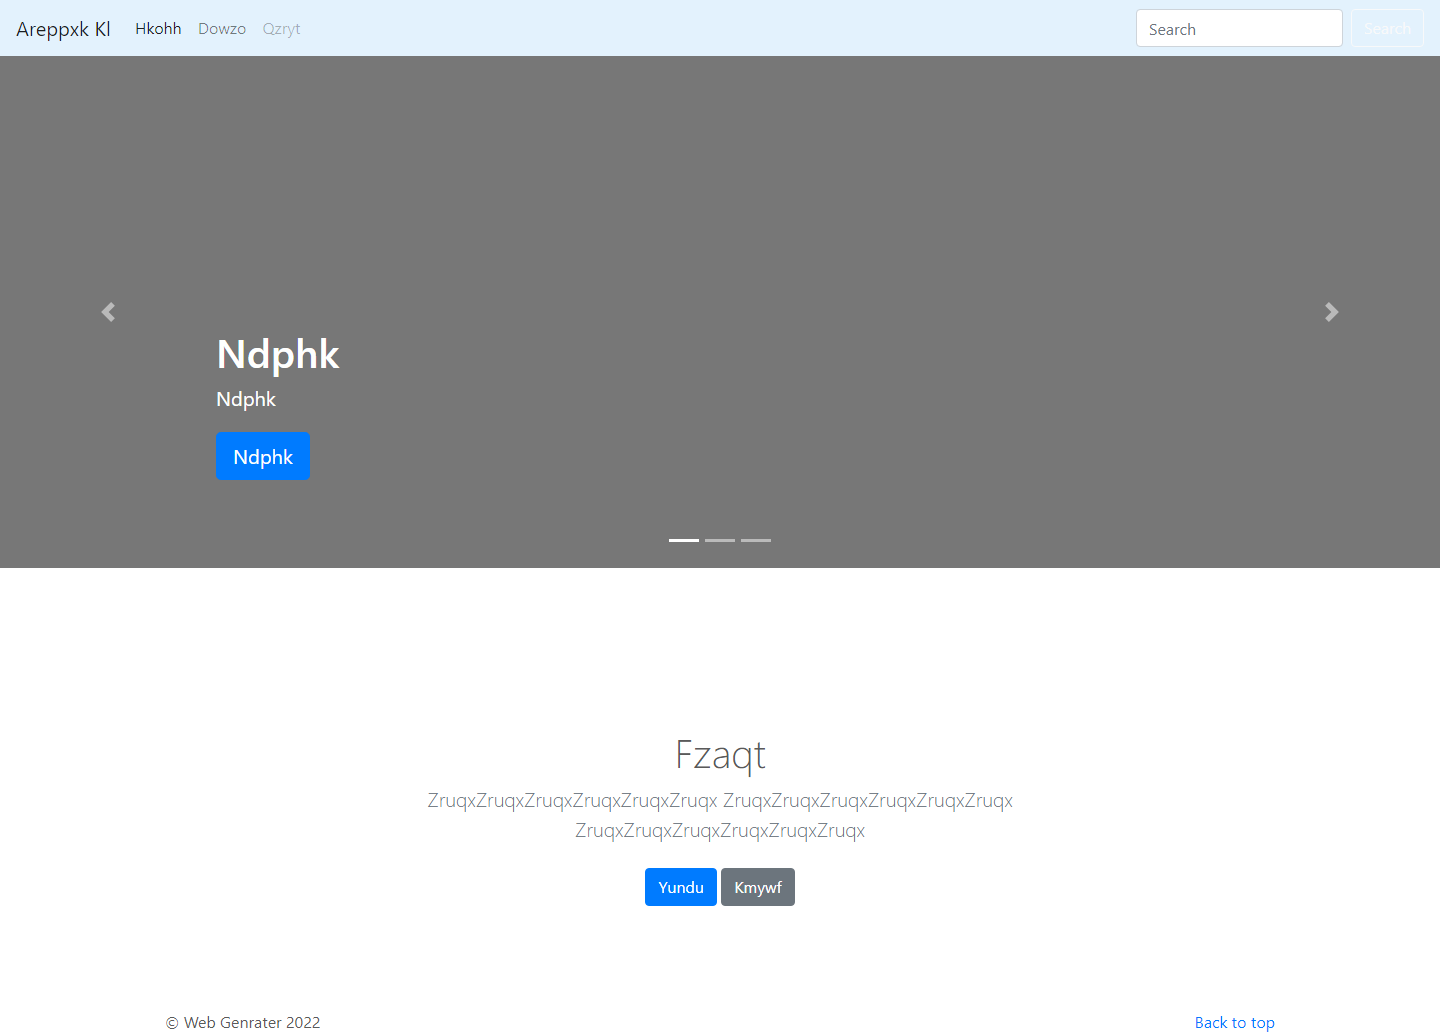 Areppxk Kl Hkohh Dowzo Qzryt Search Search
Ndphk
Ndphk
Ndphk
Fzaqt
ZruqxZruqxZruqxZruqxZruqxZruqx ZruqxZruqxZruqxZruqxZruqxZruqx
ZruqxZruqxZruqxZruqxZruqxZruqx
Yundu Kmywf
© Web Genrater 2022 Back to top